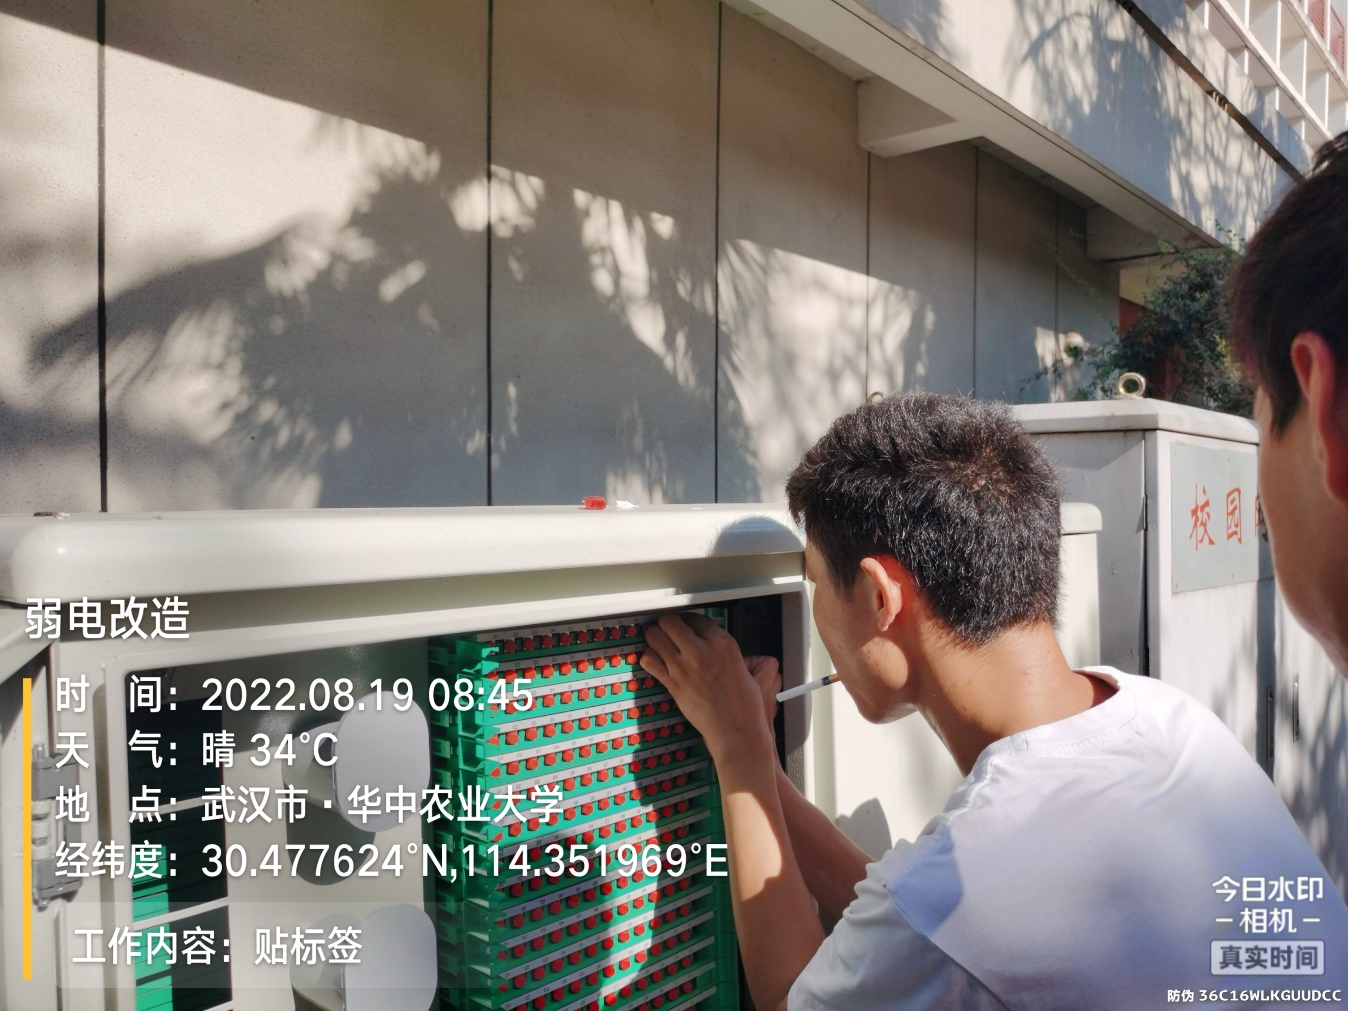 校园
弱电改造
时 间：2022.08.19 08:45
天 气：晴 34°C
地 点：武汉市·华中农业大学
经纬度：30.477624°N,114.351969°E
工作内容：贴标签
今日水印
相机
真实时间
防伪 36C16WLKGUUDCC